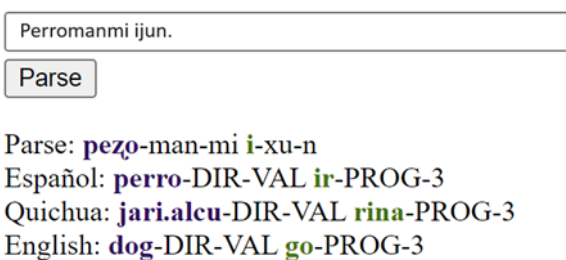 Perromanmi ijun.
Parse
Parse: peʐo-man-mi i-xu-n
Español: perro-DIR-VAL ir-PROG-3
Quichua: jari.alcu-DIR-VAL rina-PROG-3
English: dog-DIR-VAL go-PROG-3